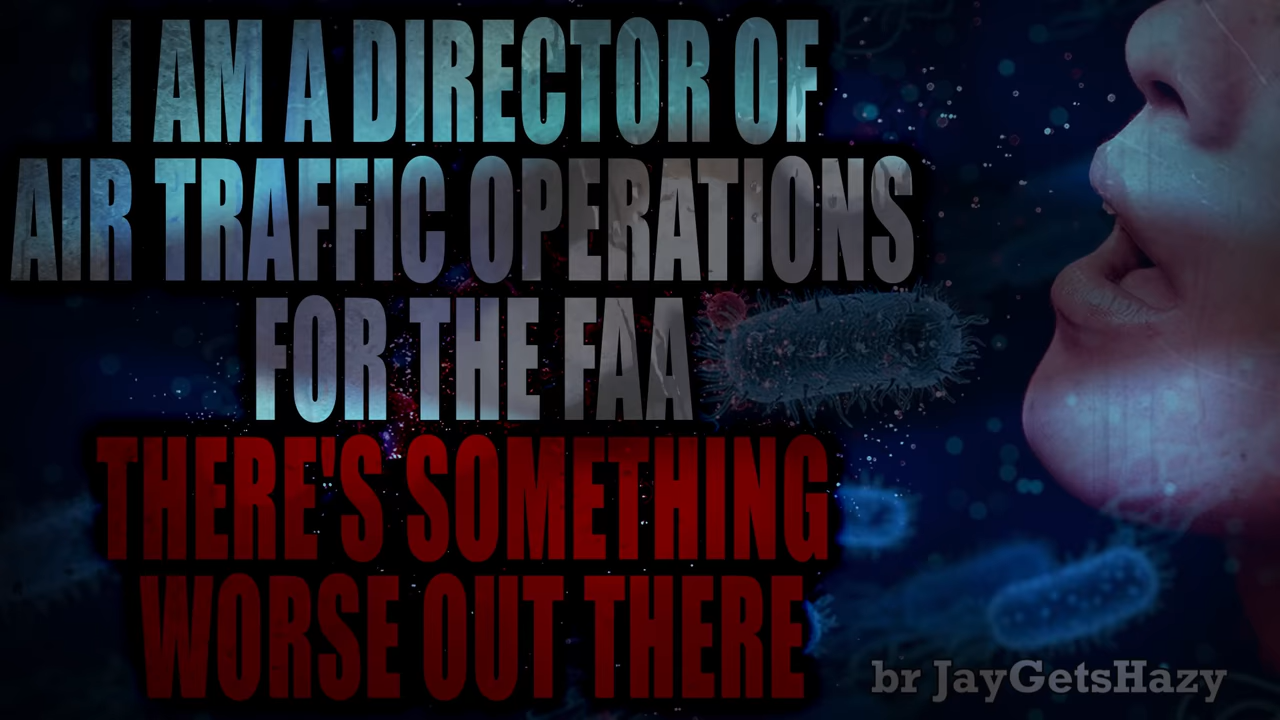 I AM A DIRECTOR OF
AIR TRAFFIC OPERATIONS
FOR THE FAA
THERE'S SOMETHING
WORSE OUT THERE
br JayGetsHazy